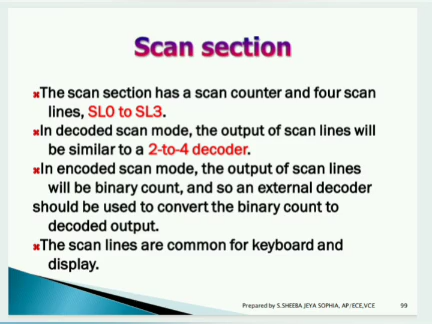 Scan section
The scan section has a scan counter and four scan
lines, SL0 to SL3.
In decoded scan mode, the output of scan lines will
be similar to a 2-to-4 decoder.
In encoded scan mode, the output of scan lines
will be binary count, and so an external decoder
should be used to convert the binary count to
decoded output.
The scan lines are common for keyboard and
display.
Prepared by S.SHEEBA JEYA SOPHIA, AP/ECE,VCE 99